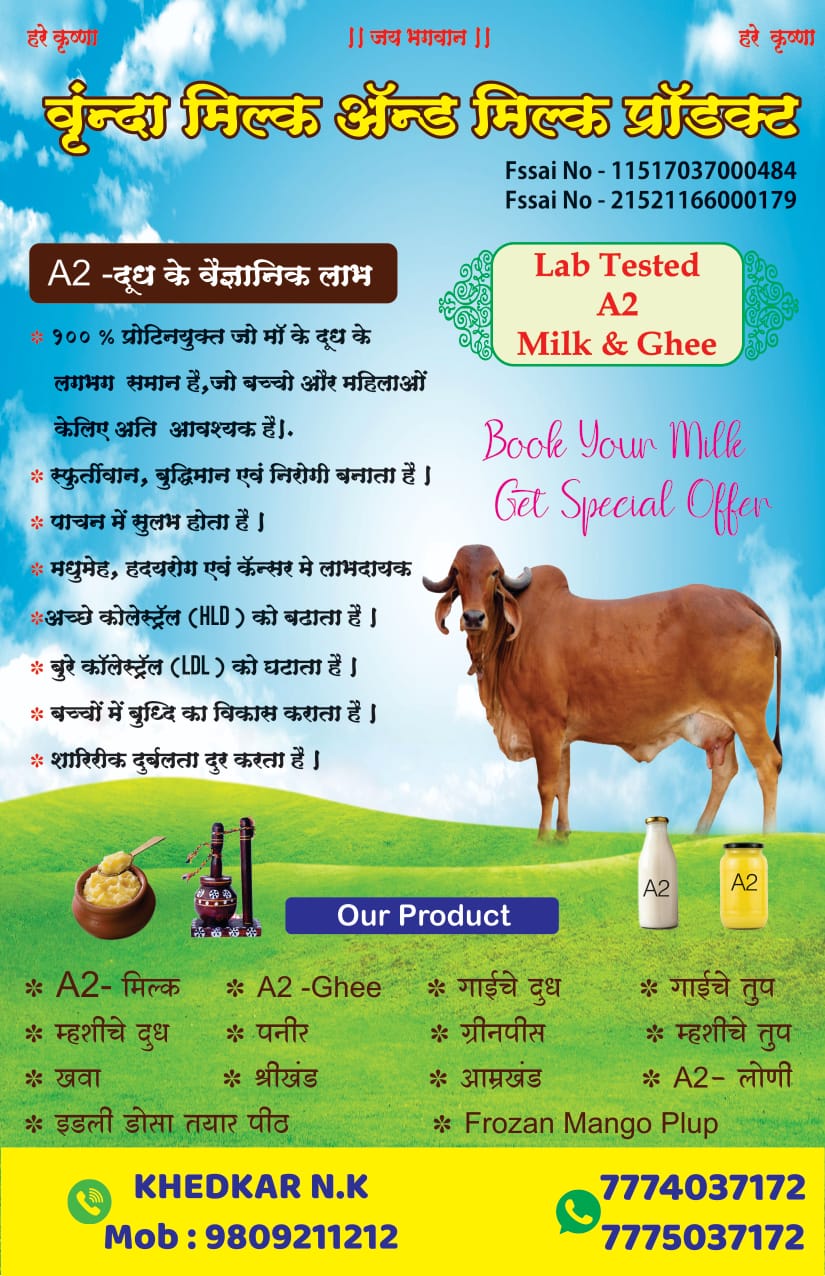 हरे कृष्णा
|| जय भगवान ||
हरे कृष्णा
वृंन्दा मिल्क ॲन्ड मिल्क प्रॉडक्ट
Fssai No - 11517037000484
Fssai No - 21521166000179
A2 -दूध के वैज्ञानिक लाभ
* १०० % प्रोटिनयुक्त जो मॉ के दूध के
लगभग समान है,जो बच्चो और महिलाओं
केलिए अति आवश्यक है|.
* स्फुर्तीवान, बुद्धिमान एवं निरोगी बनाता है |
* पाचन में सुलभ होता है |
* मधुमेह, हदयरोग एवं कॅन्सर मे लाभदायक
*अच्छे कोलेस्ट्रॅल (HLD ) को बटाता है |
* बुरे कॉलेस्ट्रॅल (LDL ) को घटाता है |
* बच्चों में बुध्दि का विकास कराता है |
* शारिरीक दुर्बलता दुर करता है |
Lab Tested
A2
Milk & Ghee
Book Your Milk
Get Special Offer
A2
A2
Our Product
* A2- मिल्क * A2 -Ghee * गाईचे दुध * गाईचे तुप
* म्हशीचे दुध * पनीर * ग्रीनपीस * म्हशीचे तुप
* खवा * श्रीखंड * आम्रखंड * A2- लोणी
* इडली डोसा तयार पीठ * Frozan Mango Plup
KHEDKAR N.K
Mob : 9809211212
7774037172
7775037172